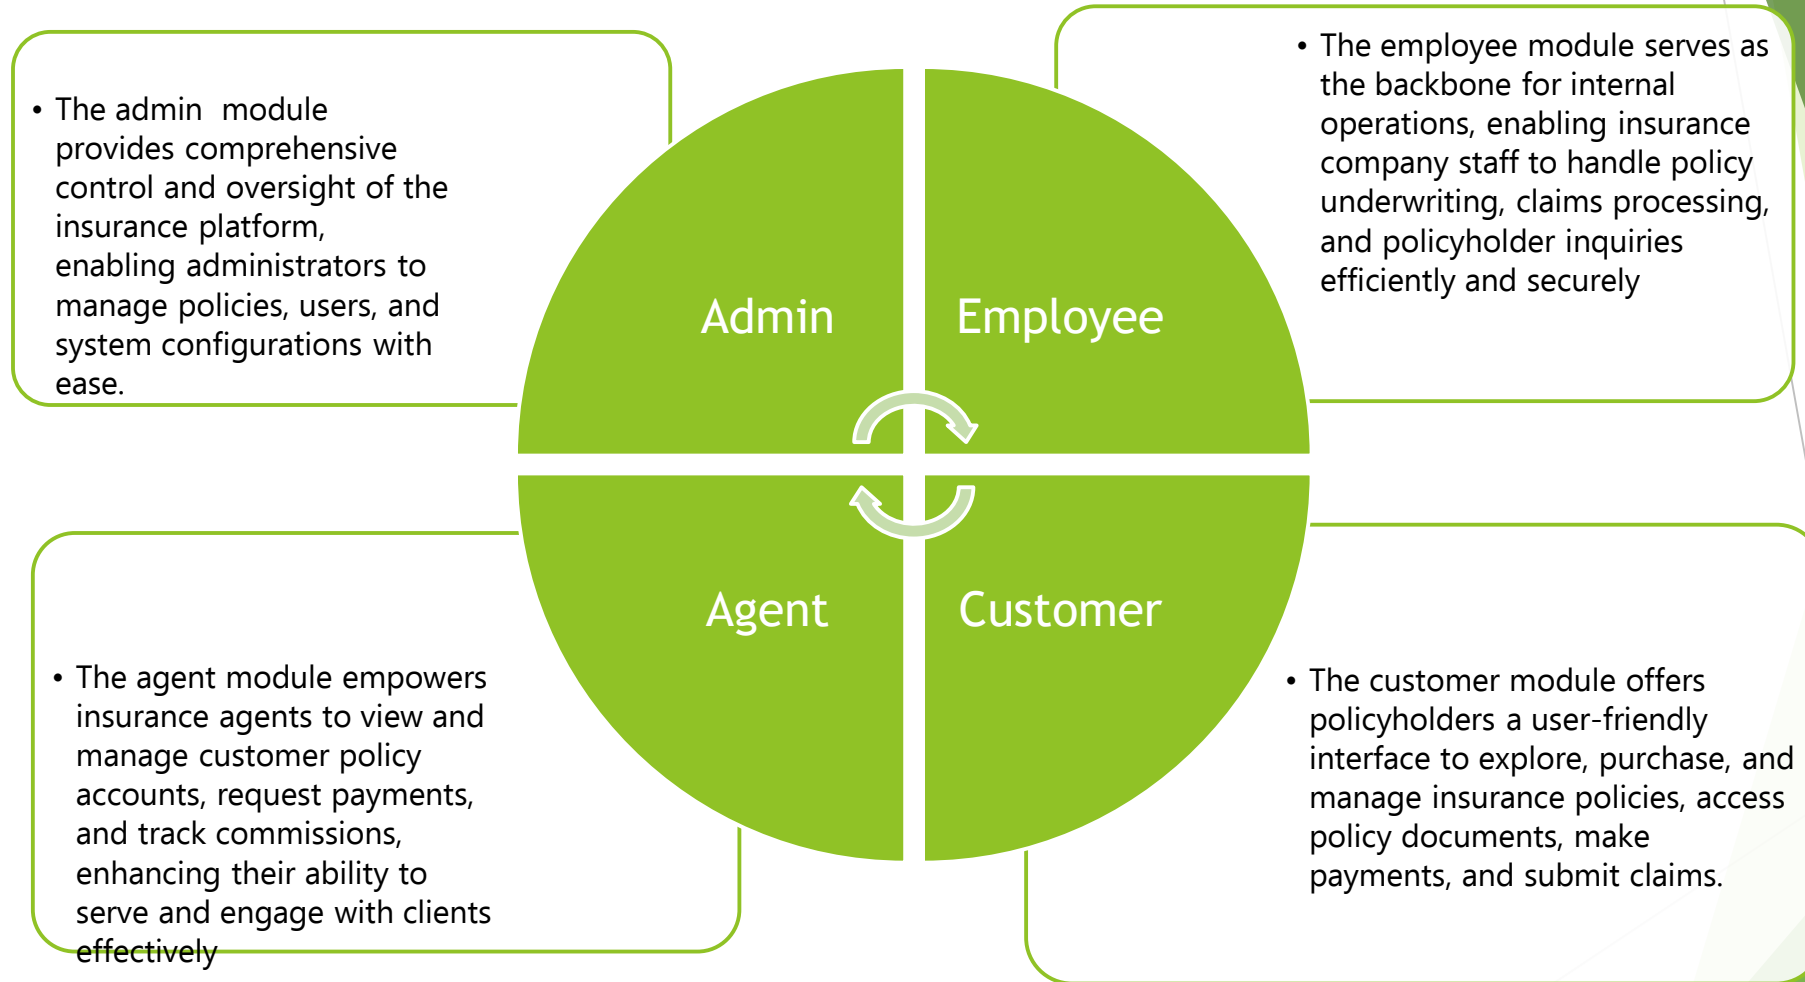 • The admin  module
provides comprehensive
control and oversight of the
insurance platform,
enabling administrators to
manage policies, users, and
system configurations with
ease.
• The employee module serves as
the backbone for internal
operations, enabling insurance
company staff to handle policy
underwriting, claims processing,
and policyholder inquiries
efficiently and securely
Admin
Employee
Agent
Customer
• The agent module empowers
insurance agents to view and
manage customer policy
accounts, request payments,
and track commissions,
enhancing their ability to
serve and engage with clients
effectively
• The customer module offers
policyholders a user-friendly
interface to explore, purchase, and
manage insurance policies, access
policy documents, make
payments, and submit claims.